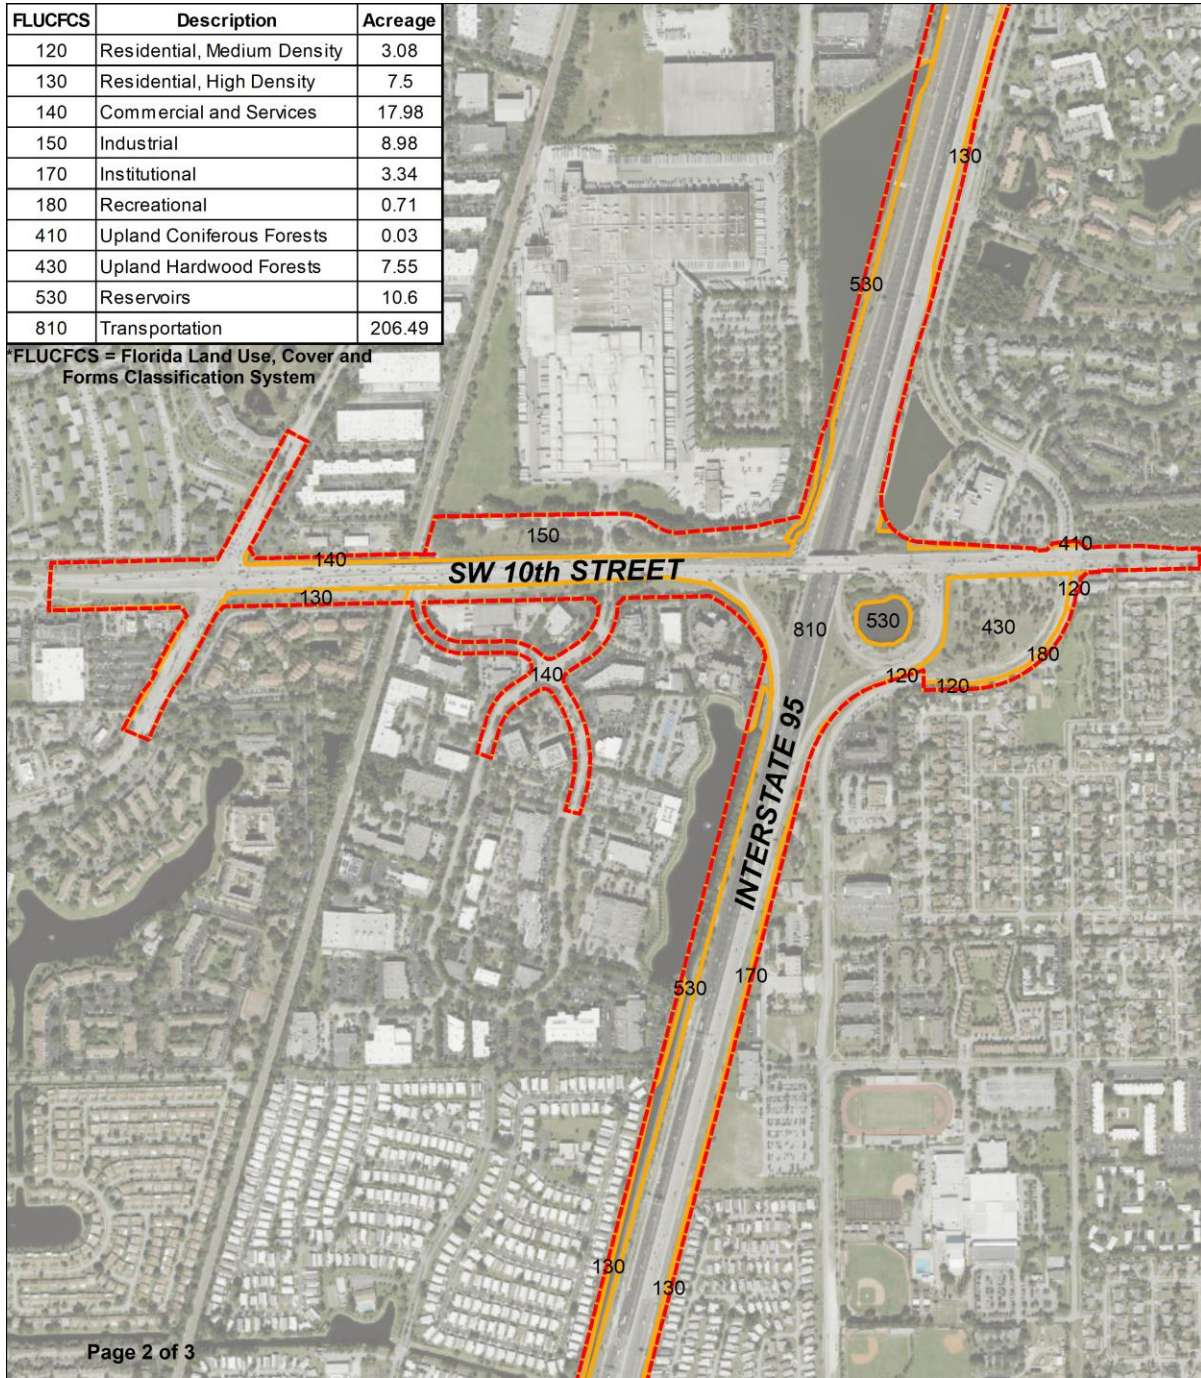 FLUCFCS Description Acreage
120 Residential, Medium Density 3.08
130 Residential, High Density 7.5
140 Commercial and Services 17.98
150 Industrial 8.98
170 Institutional 3.34
180 Recreational 0.71
410 Upland Coniferous Forests 0.03
430 Upland Hardwood Forests 7.55
530 Reservoirs 10.6
810 Transportation 206.49
*FLUCFCS = Florida Land Use, Cover and
Forms Classification System
130
530
150
410
140
SW 10th STREET
120
130
530
430
810
180
140
120
120
INTERSTATE 95
170
530
130
130
Page 2 of 3